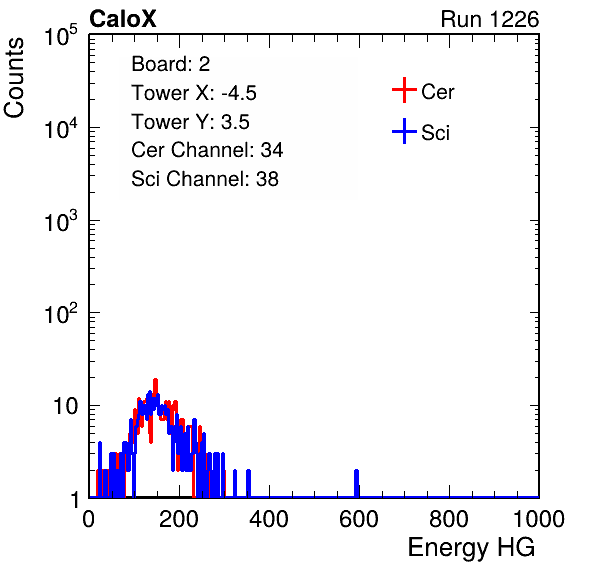 CaloX Run 1226
Counts
10^5
10^4
10^3
10^2
10
1
Board: 2
Tower X: -4.5
Tower Y: 3.5
Cer Channel: 34
Sci Channel: 38
Cer
Sci
0 200 400 600 800 1000
Energy HG